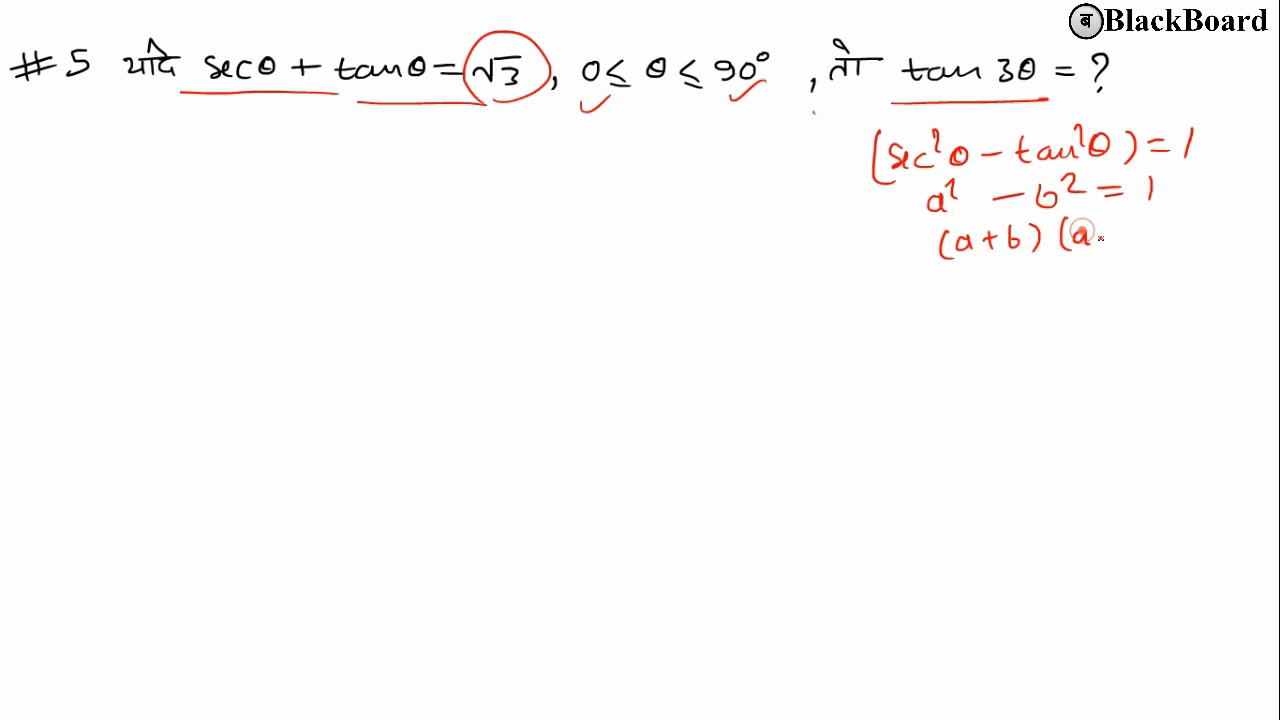 ब BlackBoard
#5 यदि secθ + tanθ = √3, 0 ≤ θ ≤ 90°, तो tan 3θ = ?
(sec²θ − tan²θ) = 1
a² − b² = 1
(a + b) (a